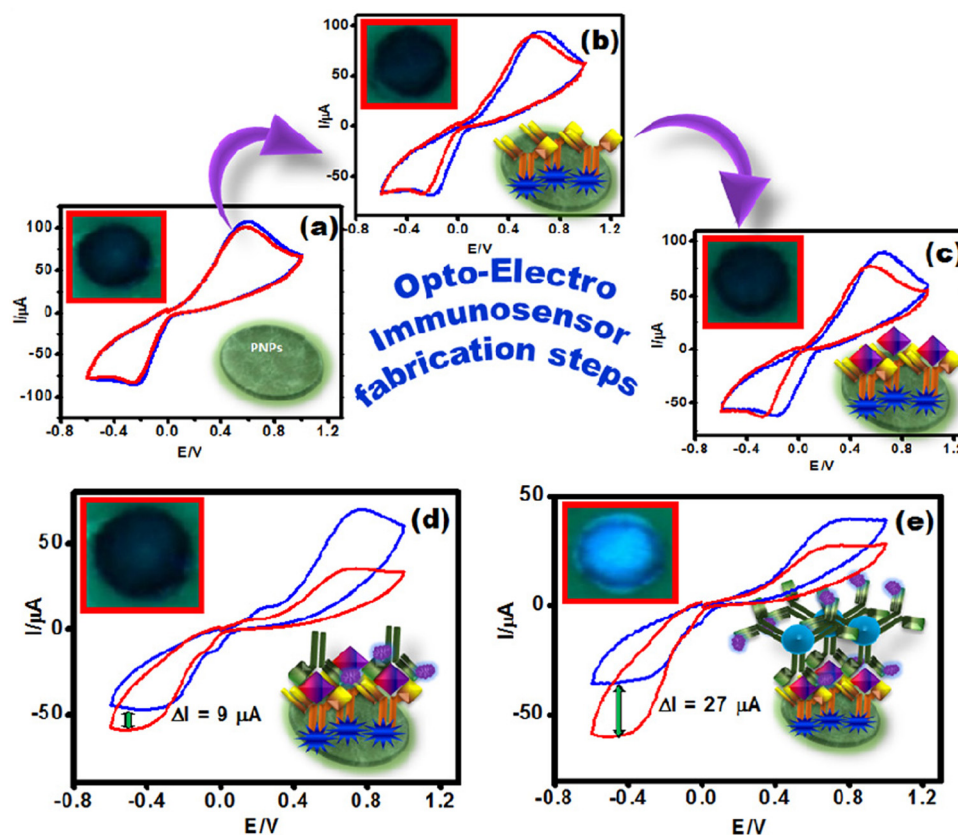 (b)
100
50
0
-50
I/µA
-0.8 -0.4 0.0 0.4 0.8 1.2
E/V
(a)
100
50
0
-50
-100
I/µA
PNPs
-0.8 -0.4 0.0 0.4 0.8 1.2
E/V
Opto-Electro
Immunosensor
fabrication steps
(c)
100
50
0
-50
I/µA
-0.8 -0.4 0.0 0.4 0.8 1.2
E/V
(d)
50
0
-50
I/µA
ΔI = 9 µA
-0.8 -0.4 0.0 0.4 0.8 1.2
E/V
(e)
50
0
-50
I/µA
ΔI = 27 µA
-0.8 -0.4 0.0 0.4 0.8 1.2
E/V